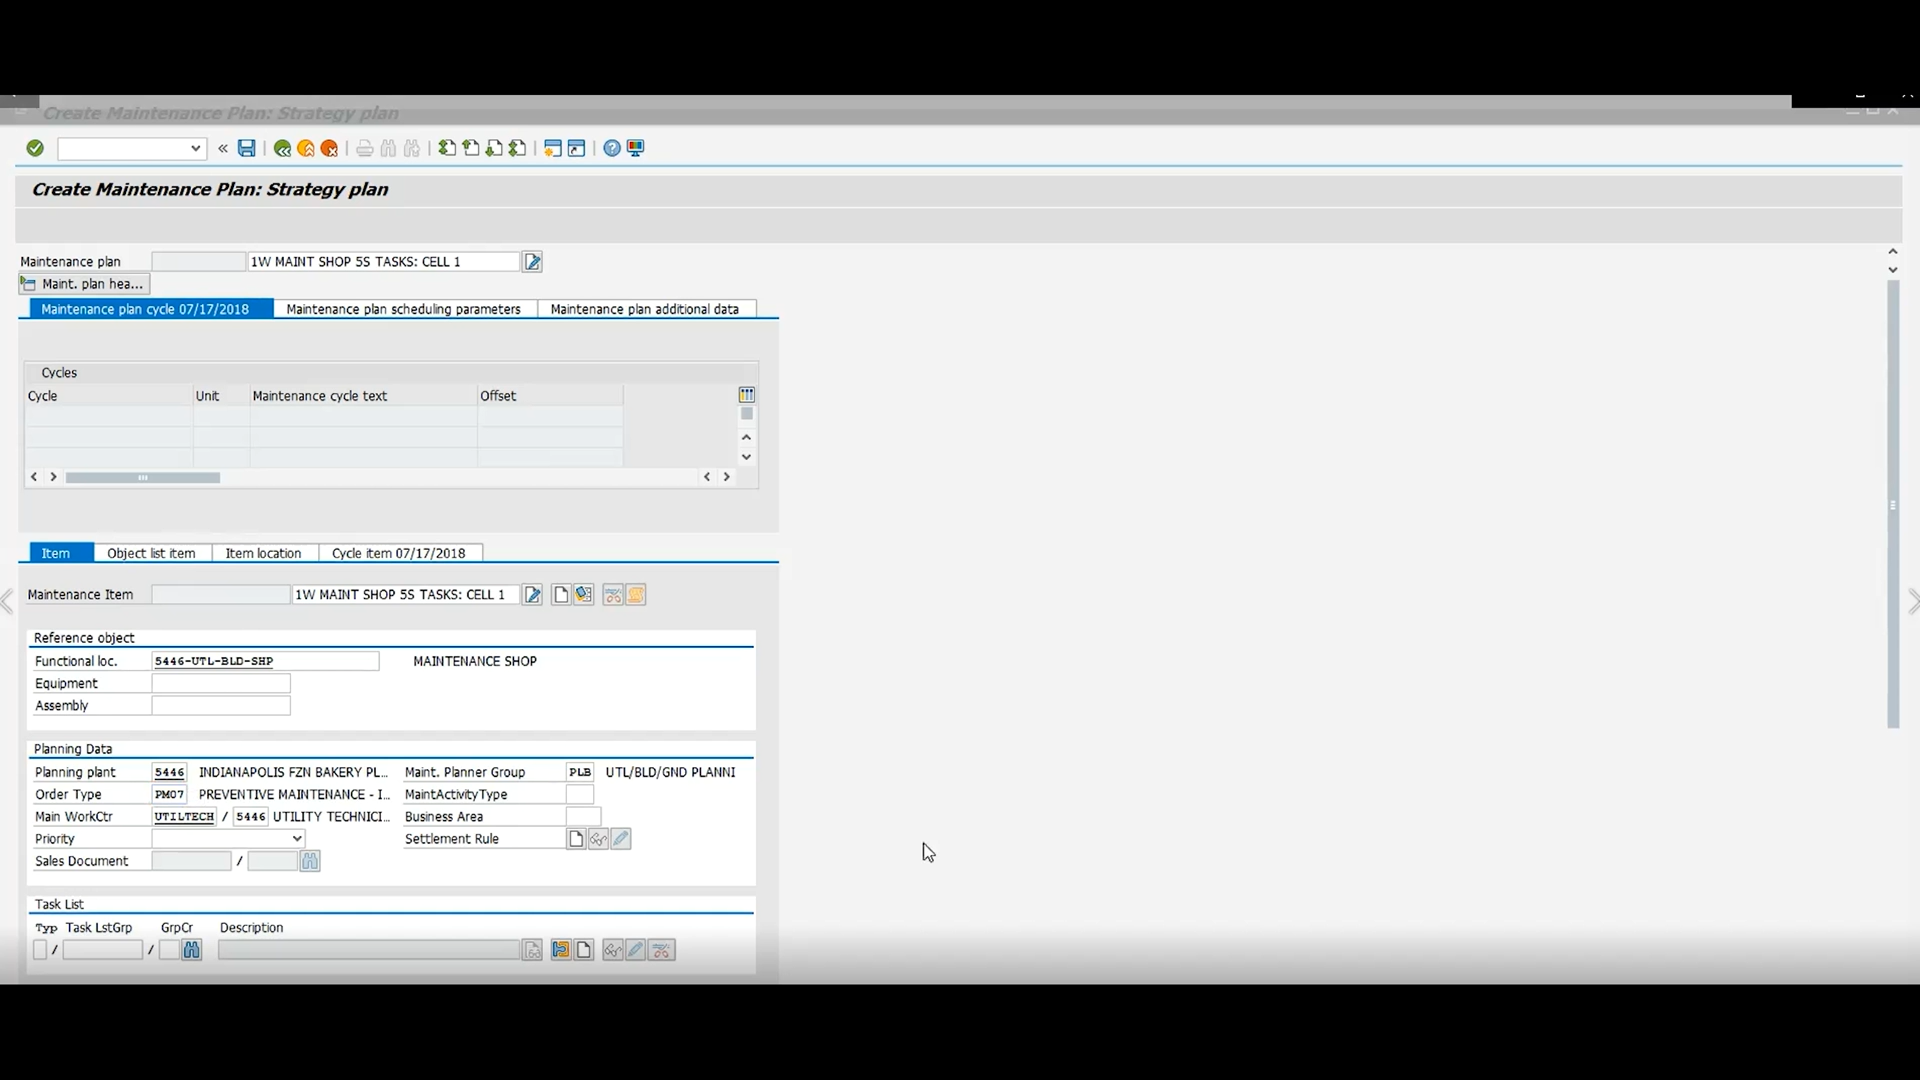 Create Maintenance Plan: Strategy plan
Create Maintenance Plan: Strategy plan
Maintenance plan 1W MAINT SHOP 5S TASKS: CELL 1
Maint. plan hea...
Maintenance plan cycle 07/17/2018 Maintenance plan scheduling parameters Maintenance plan additional data
Cycles
Cycle Unit Maintenance cycle text Offset
Item Object list item Item location Cycle item 07/17/2018
Maintenance Item 1W MAINT SHOP 5S TASKS: CELL 1
Reference object
Functional loc. 5446-UTL-BLD-SHP MAINTENANCE SHOP
Equipment
Assembly
Planning Data
Planning plant 5446 INDIANAPOLIS FZN BAKERY PL... Maint. Planner Group PLB UTL/BLD/GND PLANNI
Order Type PM07 PREVENTIVE MAINTENANCE - I... MaintActivityType
Main WorkCtr UTILTECH / 5446 UTILITY TECHNICI... Business Area
Priority Settlement Rule
Sales Document /
Task List
Typ Task LstGrp GrpCr Description
/ /